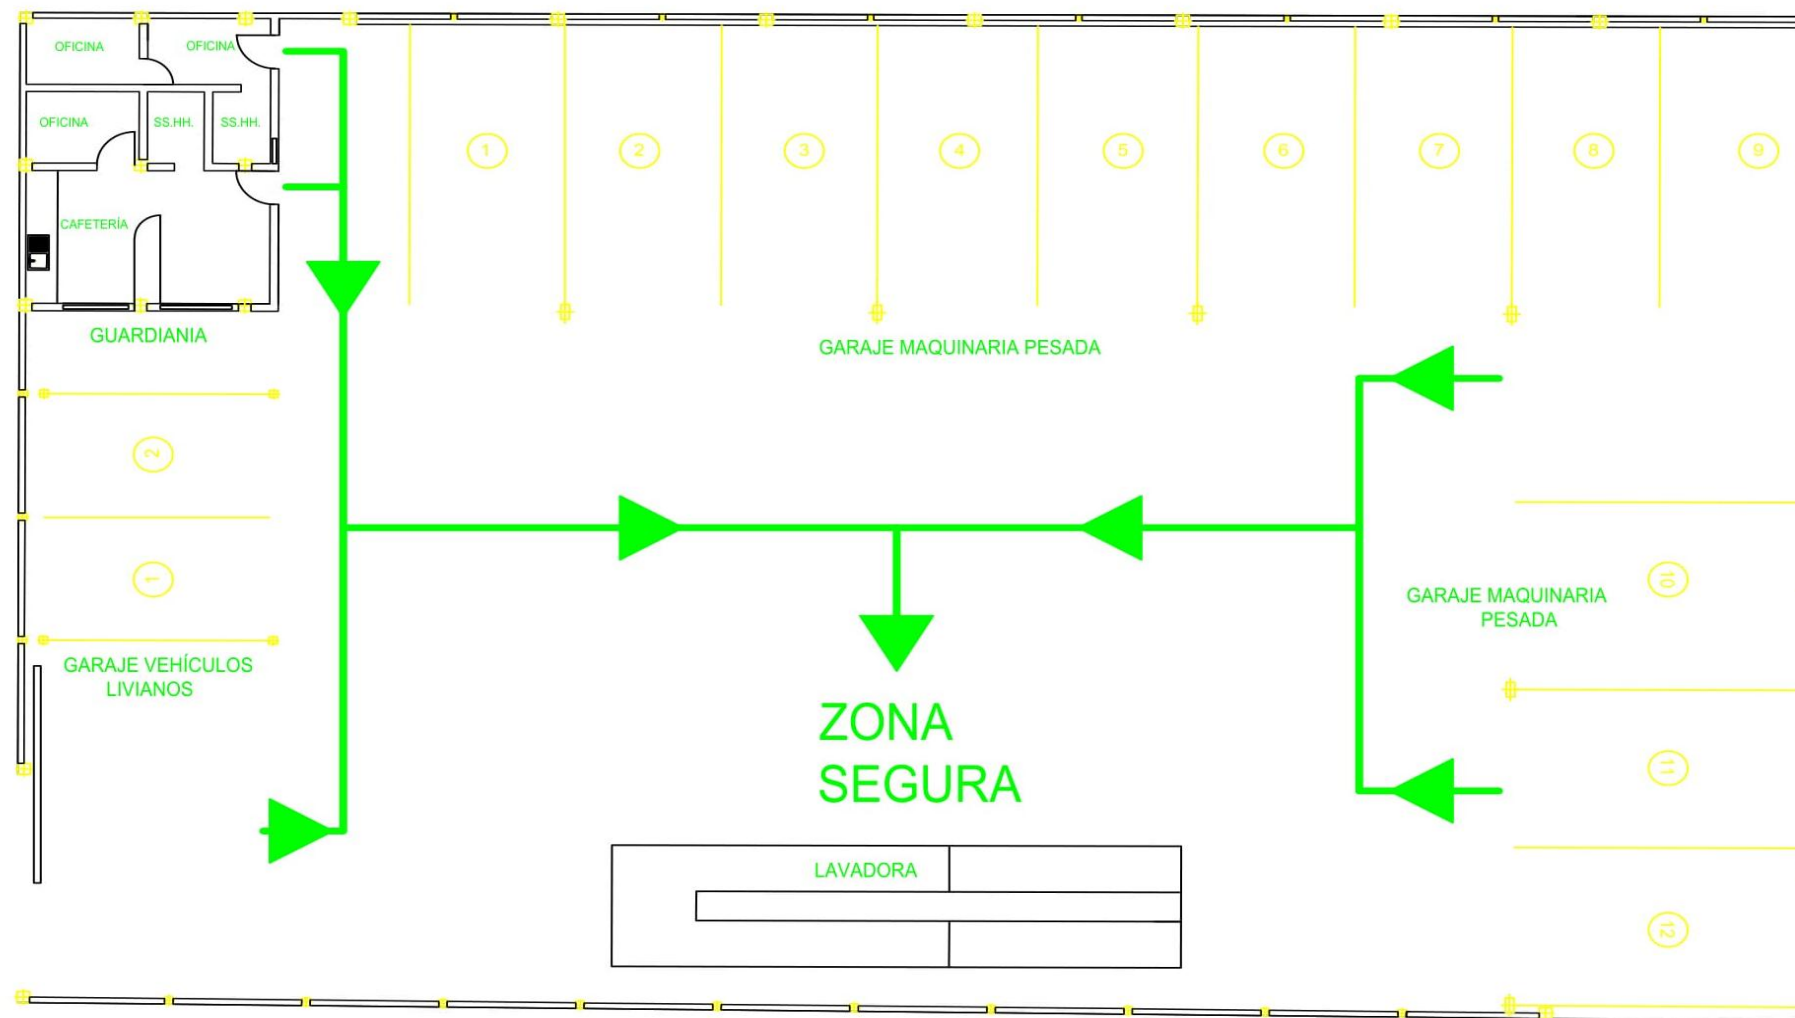 OFICINA
OFICINA
OFICINA
SS.HH.
SS.HH.
1
2
3
4
5
6
7
8
9
CAFETERÍA
GUARDIANIA
GARAJE MAQUINARIA PESADA
2
1
10
GARAJE MAQUINARIA
PESADA
GARAJE VEHÍCULOS
LIVIANOS
ZONA
SEGURA
11
LAVADORA
12